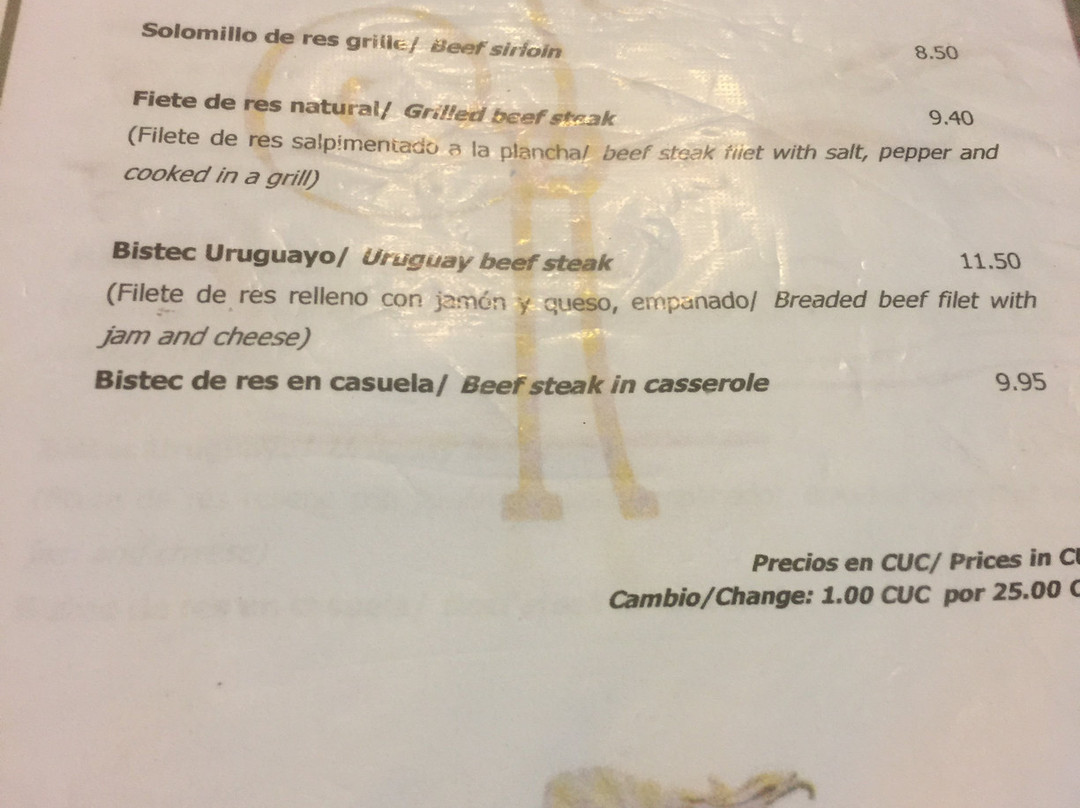 Solomillo de res grille/ Beef sirloin 8.50
Fiete de res natural/ Grilled beef steak 9.40
(Filete de res salpimentado a la plancha/ beef steak filet with salt, pepper and
cooked in a grill)
Bistec Uruguayo/ Uruguay beef steak 11.50
(Filete de res relleno con jamón y queso, empanado/ Breaded beef filet with
jam and cheese)
Bistec de res en casuela/ Beef steak in casserole 9.95
Precios en CUC/ Prices in CU
Cambio/Change: 1.00 CUC por 25.00 C